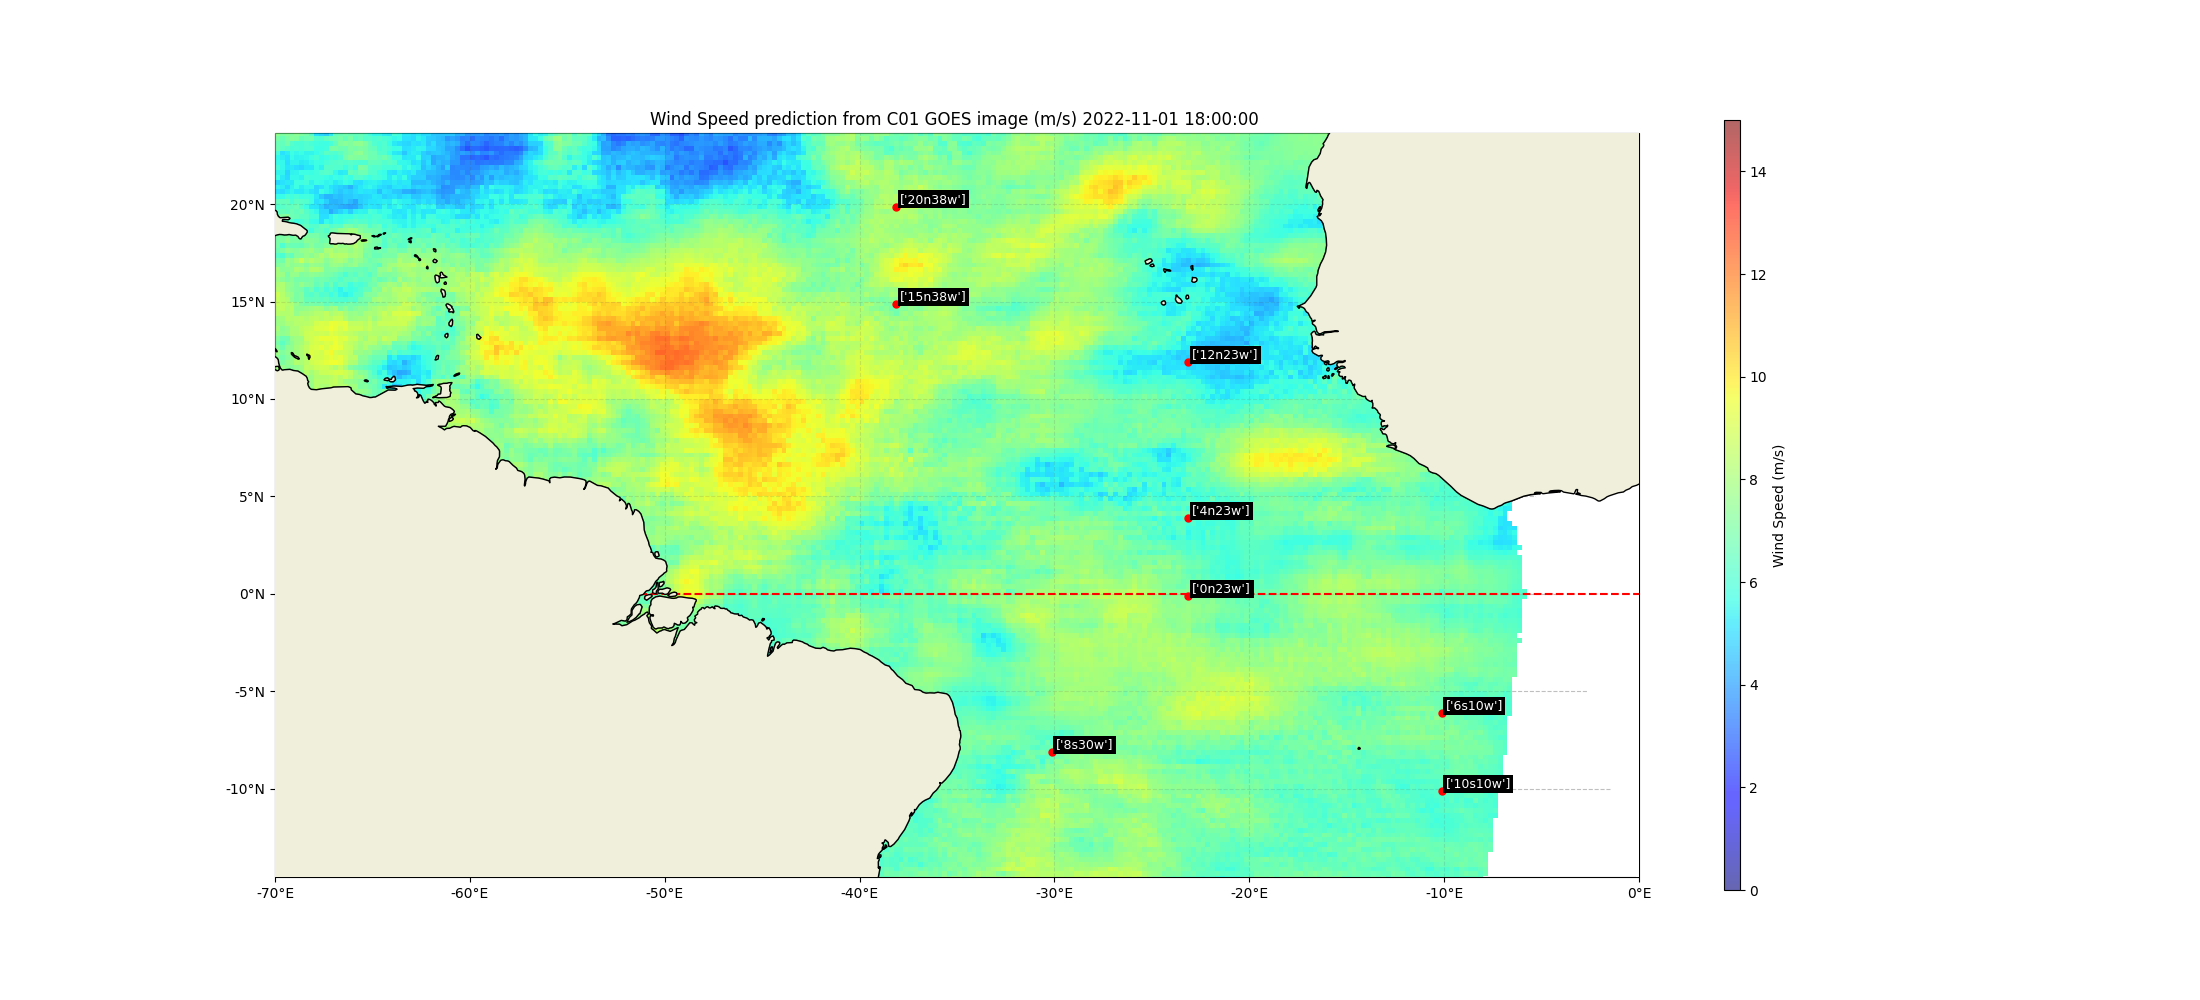 Wind Speed prediction from C01 GOES image (m/s) 2022-11-01 18:00:00
14
['20n38w']
20°N
12
['15n38w']
15°N
['12n23w']
10
10°N
Wind Speed (m/s)
8
['4n23w']
5°N
['0n23w']
6
0°N
['6s10w']
4
-5°N
['8s30w']
['10s10w']
2
-10°N
0
-70°E -60°E -50°E -40°E -30°E -20°E -10°E 0°E